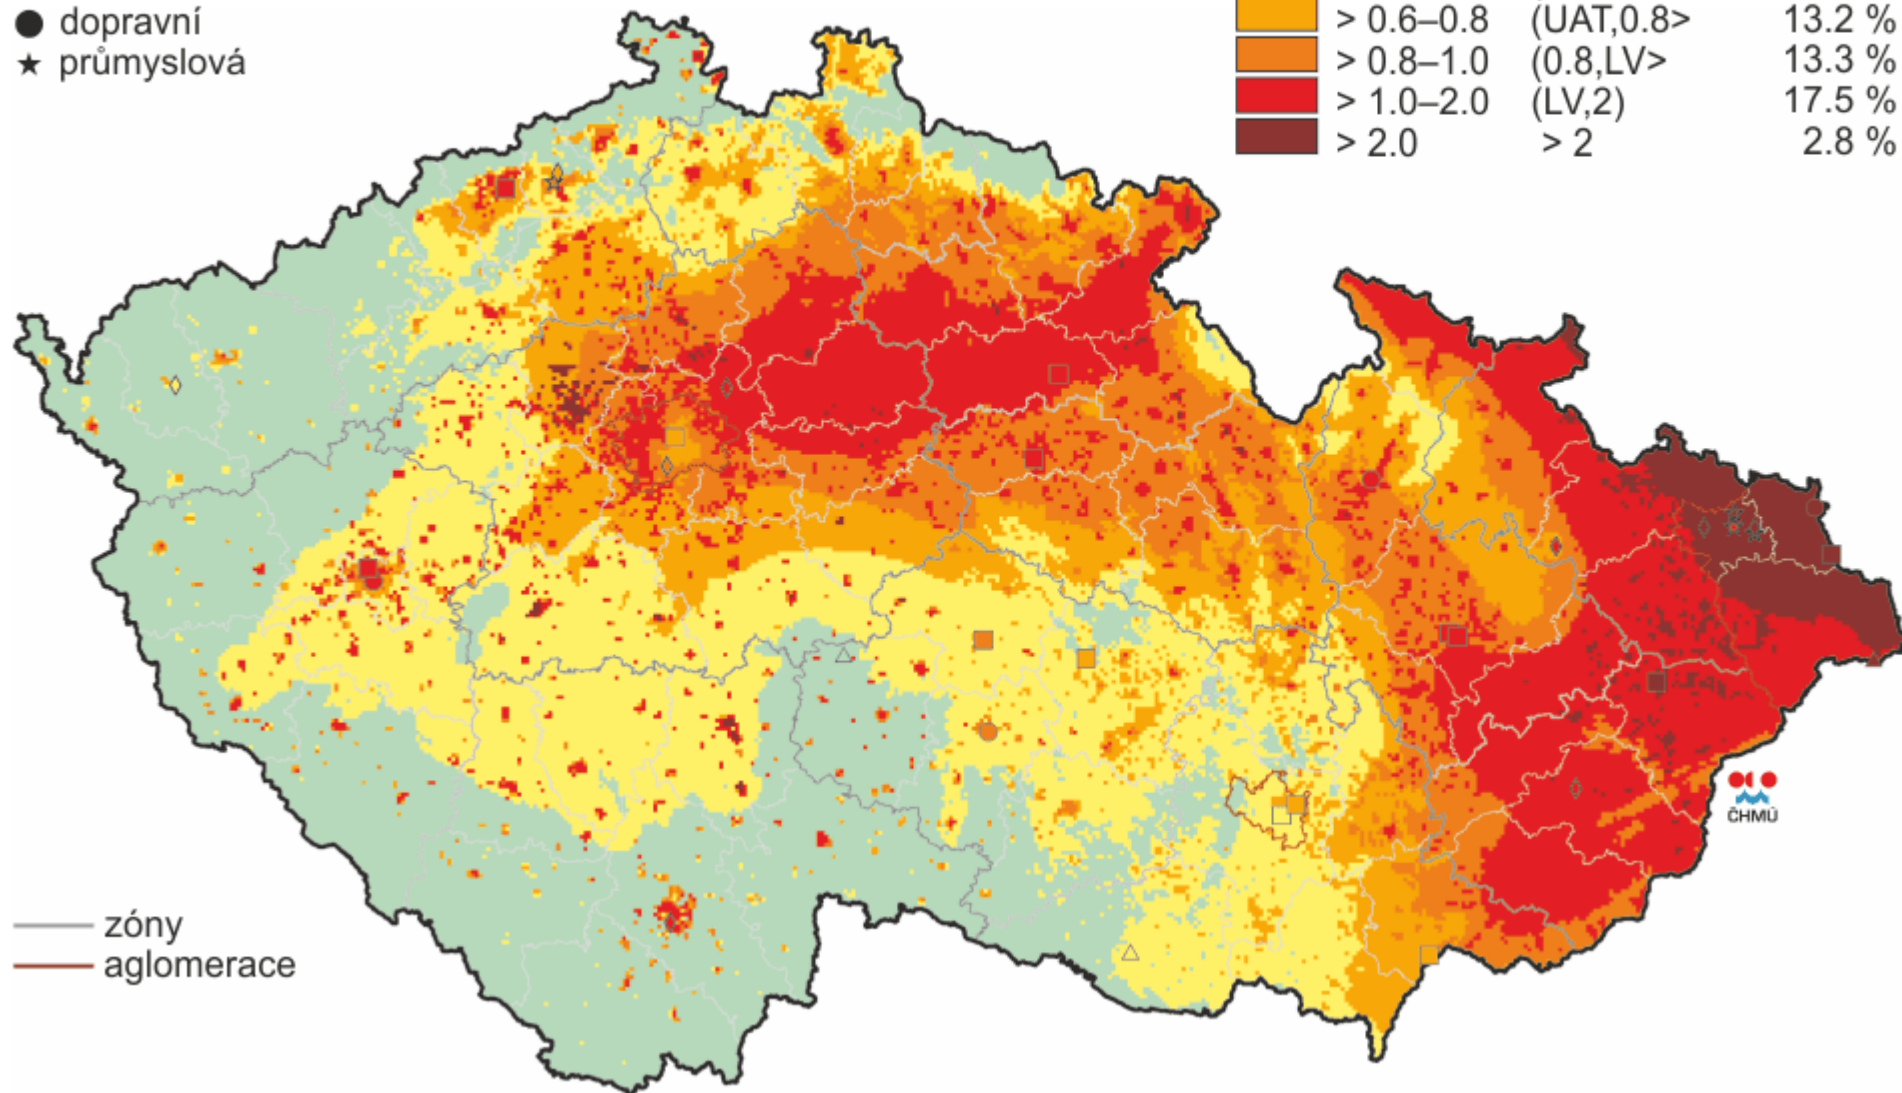 dopravní
průmyslová
> 0.6–0.8 (UAT,0.8> 13.2 %
> 0.8–1.0 (0.8,LV> 13.3 %
> 1.0–2.0 (LV,2) 17.5 %
> 2.0 > 2 2.8 %
ČHMÚ
zóny
aglomerace